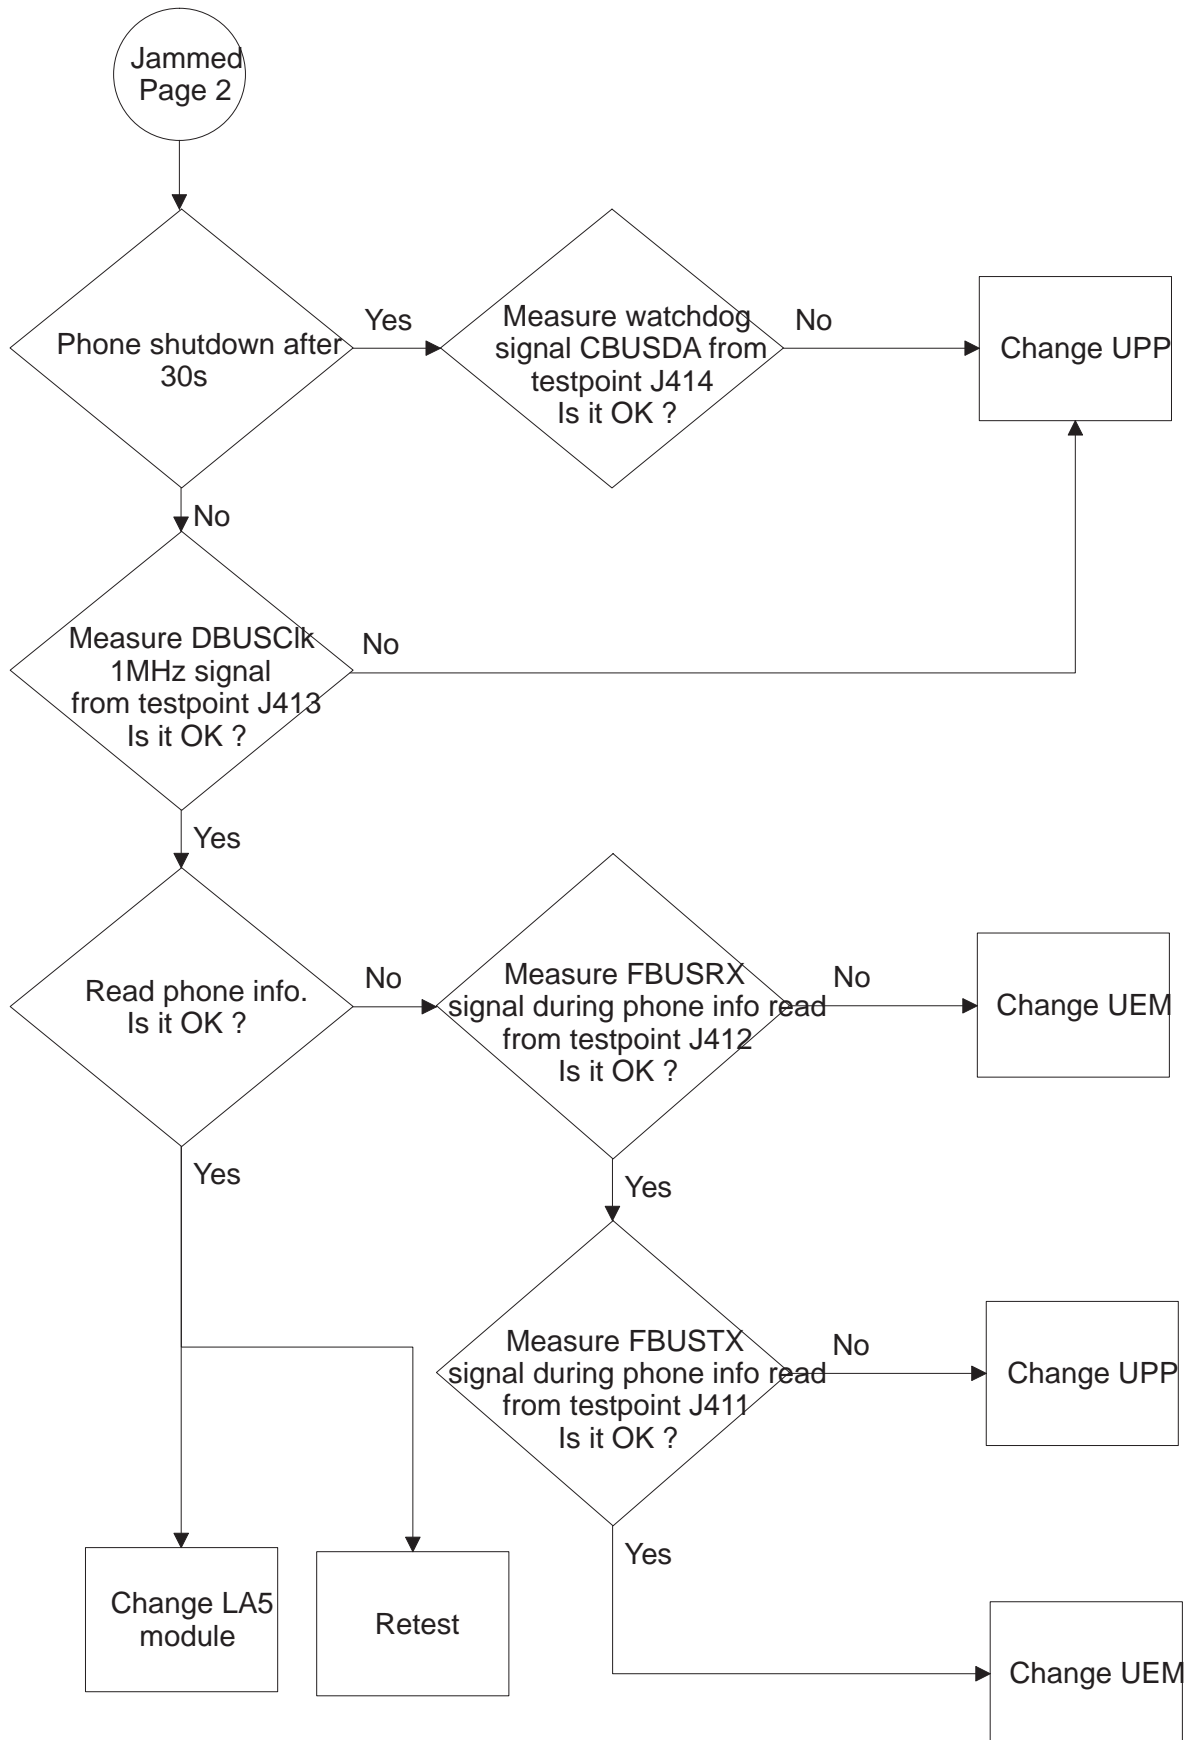 Jammed
Page 2
Phone shutdown after
30s
Yes
Measure watchdog
signal CBUSDA from
testpoint J414
Is it OK ?
No
Change UPP
No
Measure DBUSClk
1MHz signal
from testpoint J413
Is it OK ?
No
Yes
Read phone info.
Is it OK ?
No
Measure FBUSRX
signal during phone info read
from testpoint J412
Is it OK ?
No
Change UEM
Yes
Yes
Measure FBUSTX
signal during phone info read
from testpoint J411
Is it OK ?
No
Change UPP
Yes
Change LA5
module
Retest
Change UEM